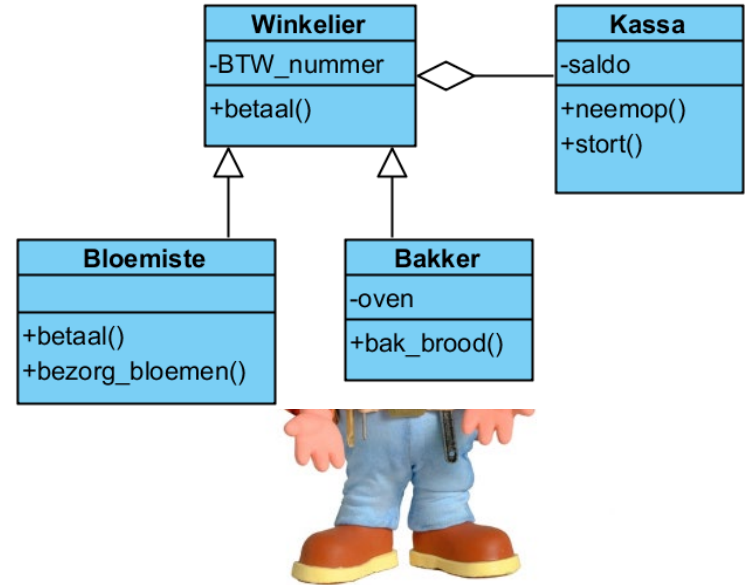 Winkelier
-BTW_nummer
+betaal()
Kassa
-saldo
+neemop()
+stort()
Bloemiste
+betaal()
+bezorg_bloemen()
Bakker
-oven
+bak_brood()